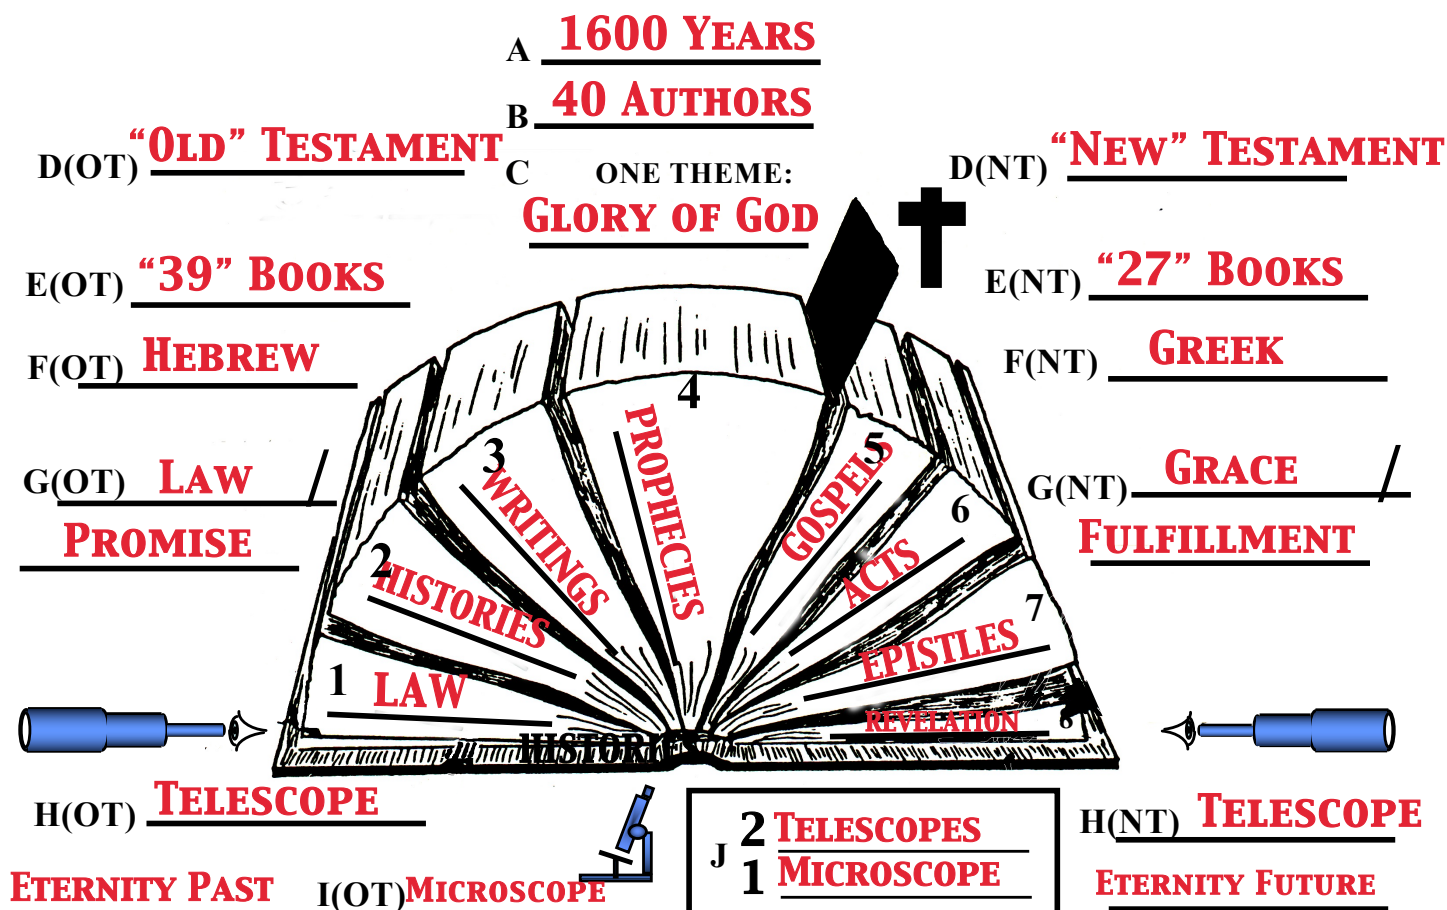 A 1600 YEARS
B 40 AUTHORS
C ONE THEME:
GLORY OF GOD
D(OT) “OLD” TESTAMENT
D(NT) “NEW” TESTAMENT
E(OT) “39” BOOKS
E(NT) “27” BOOKS
F(OT) HEBREW
F(NT) GREEK
G(OT) LAW /
PROMISE
G(NT) GRACE /
FULFILLMENT
1 LAW
2 HISTORIES
3 WRITINGS
4 PROPHECIES
5 GOSPELS
6 ACTS
7 EPISTLES
8 REVELATION
HISTORIES
H(OT) TELESCOPE
ETERNITY PAST
I(OT) MICROSCOPE
J 2 TELESCOPES
1 MICROSCOPE
H(NT) TELESCOPE
ETERNITY FUTURE